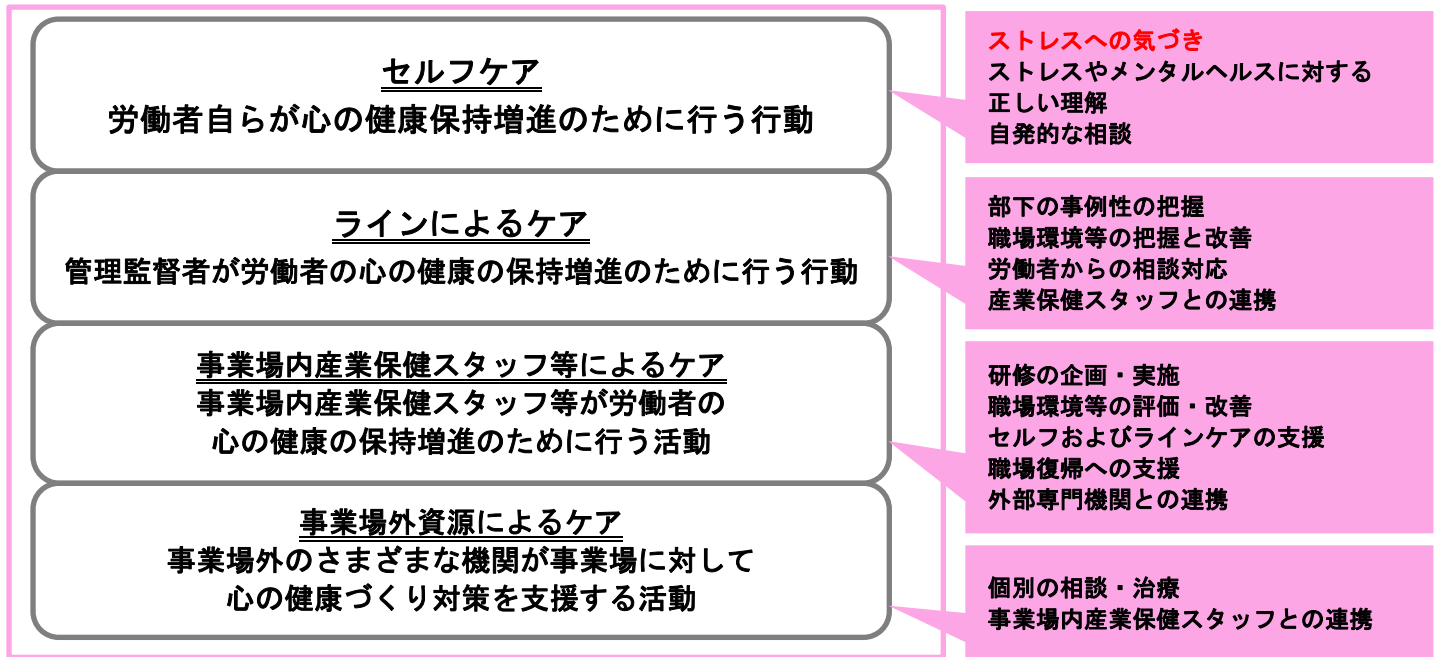 セルフケア
労働者自らが心の健康保持増進のために行う行動
ストレスへの気づき
ストレスやメンタルヘルスに対する
正しい理解
自発的な相談
ラインによるケア
管理監督者が労働者の心の健康の保持増進のために行う行動
部下の事例性の把握
職場環境等の把握と改善
労働者からの相談対応
産業保健スタッフとの連携
事業場内産業保健スタッフ等によるケア
事業場内産業保健スタッフ等が労働者の
心の健康の保持増進のために行う活動
研修の企画・実施
職場環境等の評価・改善
セルフおよびラインケアの支援
職場復帰への支援
外部専門機関との連携
事業場外資源によるケア
事業場外のさまざまな機関が事業場に対して
心の健康づくり対策を支援する活動
個別の相談・治療
事業場内産業保健スタッフとの連携